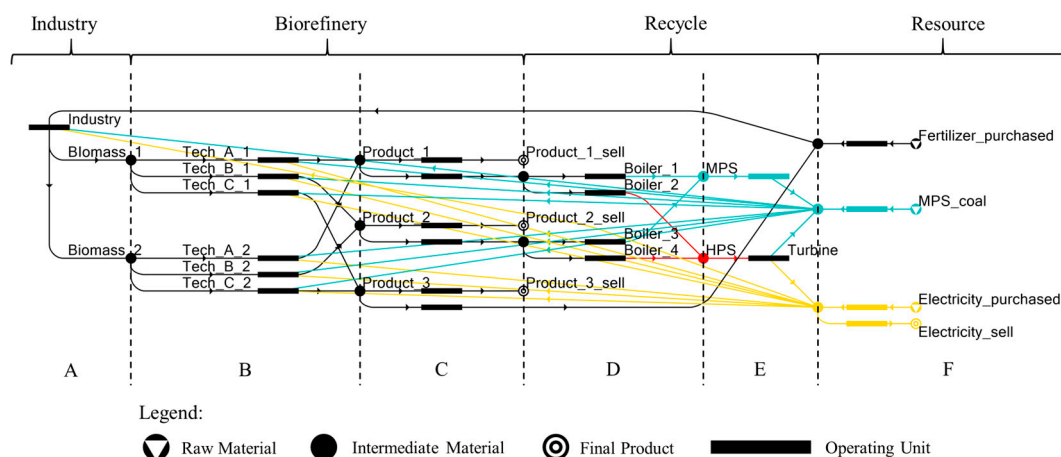 Industry Biorefinery Recycle Resource
Industry
BIomass_1
Tech_A_1
Tech_B_1
Tech_C_1
Product_1
Product_1_sell
Boiler_1
Boiler_2
MPS
Fertilizer_purchased
MPS_coal
Product_2
Product_2_sell
Boiler_3
Boiler_4
HPS
Turbine
Biomass_2
Tech_A_2
Tech_B_2
Tech_C_2
Product_3
Product_3_sell
Electricity_purchased
Electricity_sell
A B C D E F
Legend:
Raw Material Intermediate Material Final Product Operating Unit